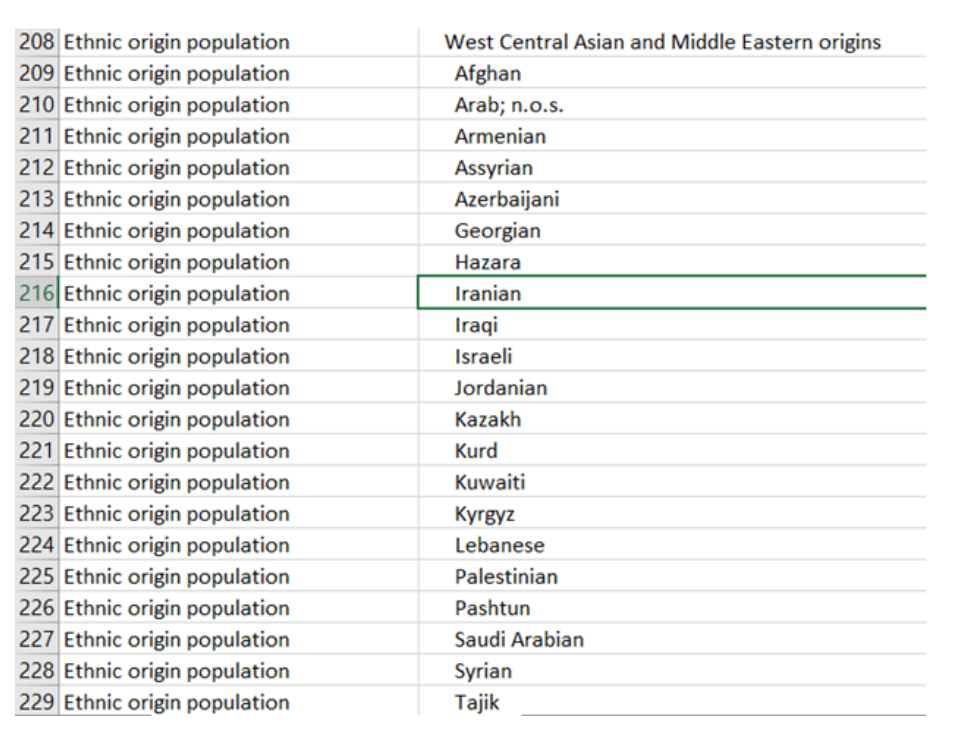 208 Ethnic origin population West Central Asian and Middle Eastern origins
209 Ethnic origin population Afghan
210 Ethnic origin population Arab; n.o.s.
211 Ethnic origin population Armenian
212 Ethnic origin population Assyrian
213 Ethnic origin population Azerbaijani
214 Ethnic origin population Georgian
215 Ethnic origin population Hazara
216 Ethnic origin population Iranian
217 Ethnic origin population Iraqi
218 Ethnic origin population Israeli
219 Ethnic origin population Jordanian
220 Ethnic origin population Kazakh
221 Ethnic origin population Kurd
222 Ethnic origin population Kuwaiti
223 Ethnic origin population Kyrgyz
224 Ethnic origin population Lebanese
225 Ethnic origin population Palestinian
226 Ethnic origin population Pashtun
227 Ethnic origin population Saudi Arabian
228 Ethnic origin population Syrian
229 Ethnic origin population Tajik